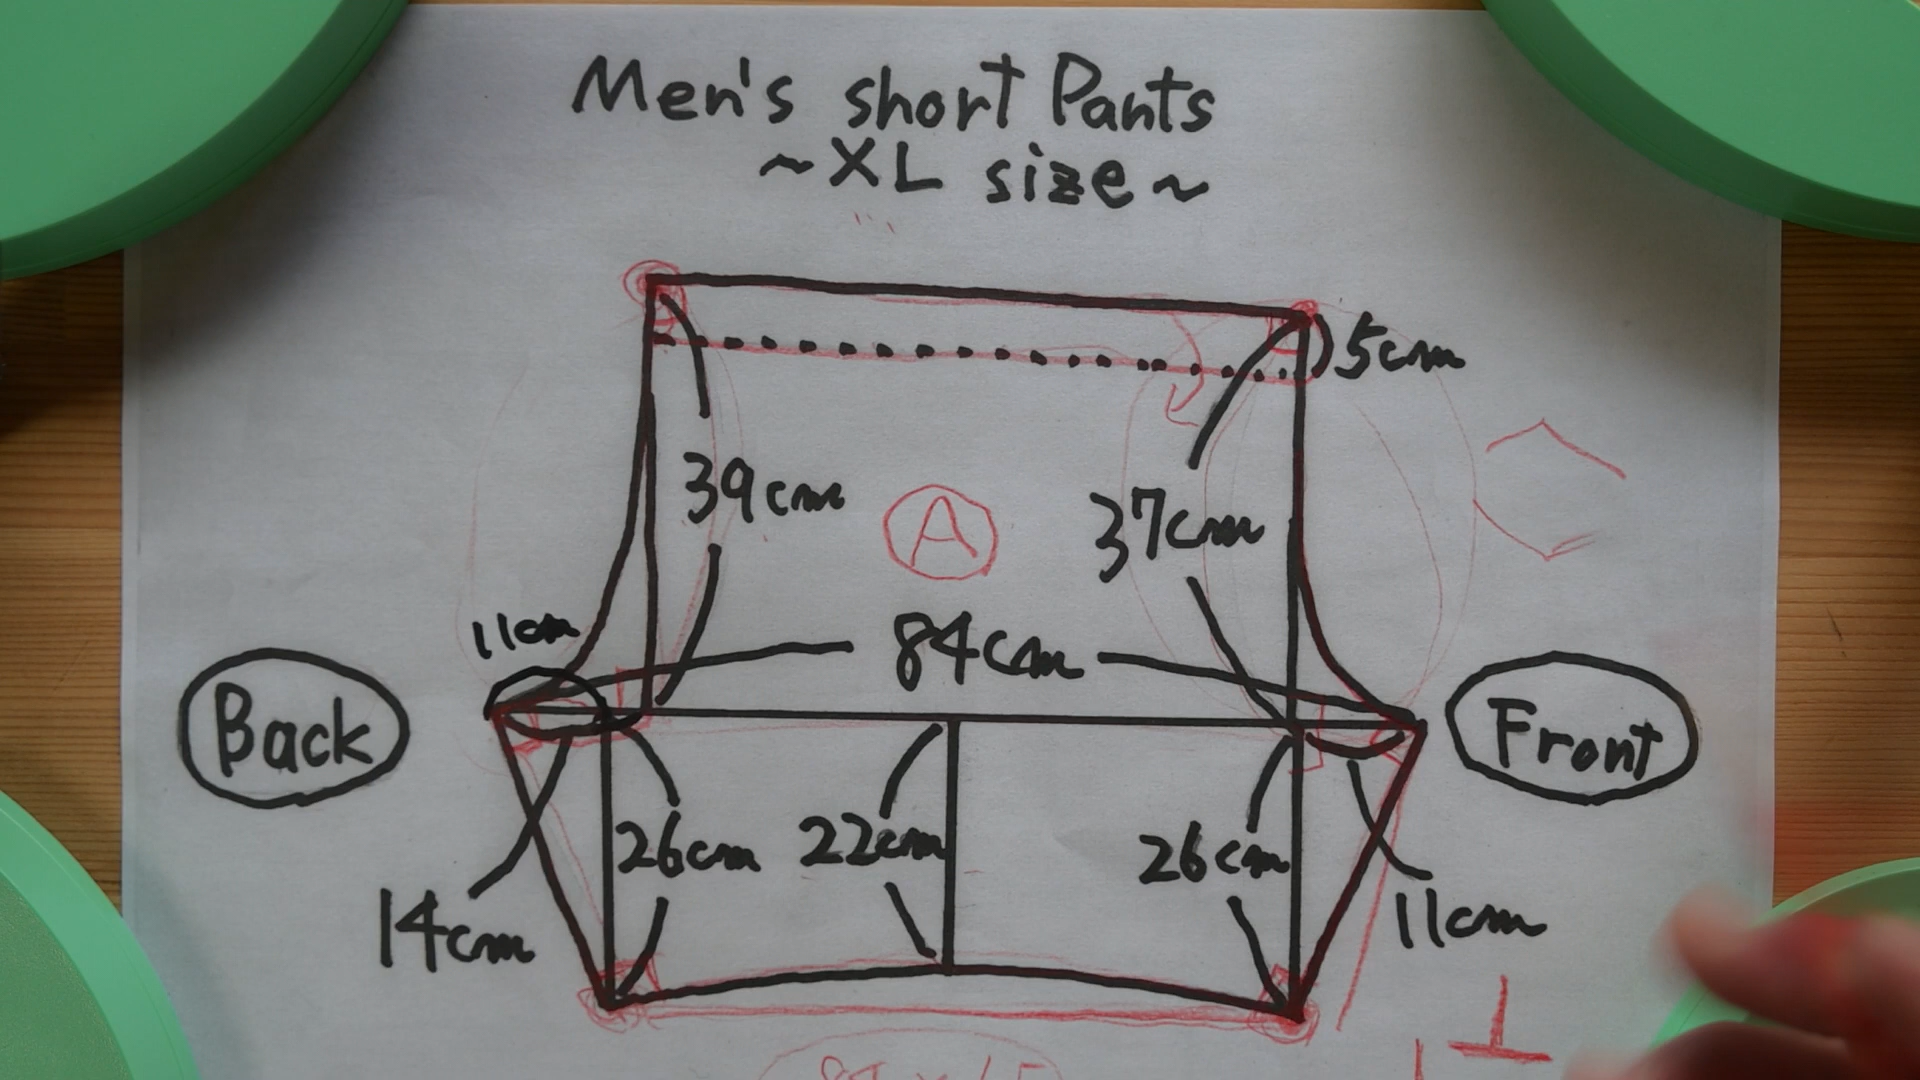 Men's short Pants
~XL size~
5cm
39cm
A
37cm
11cm
84cm
Back
Front
26cm
22cm
26cm
14cm
11cm